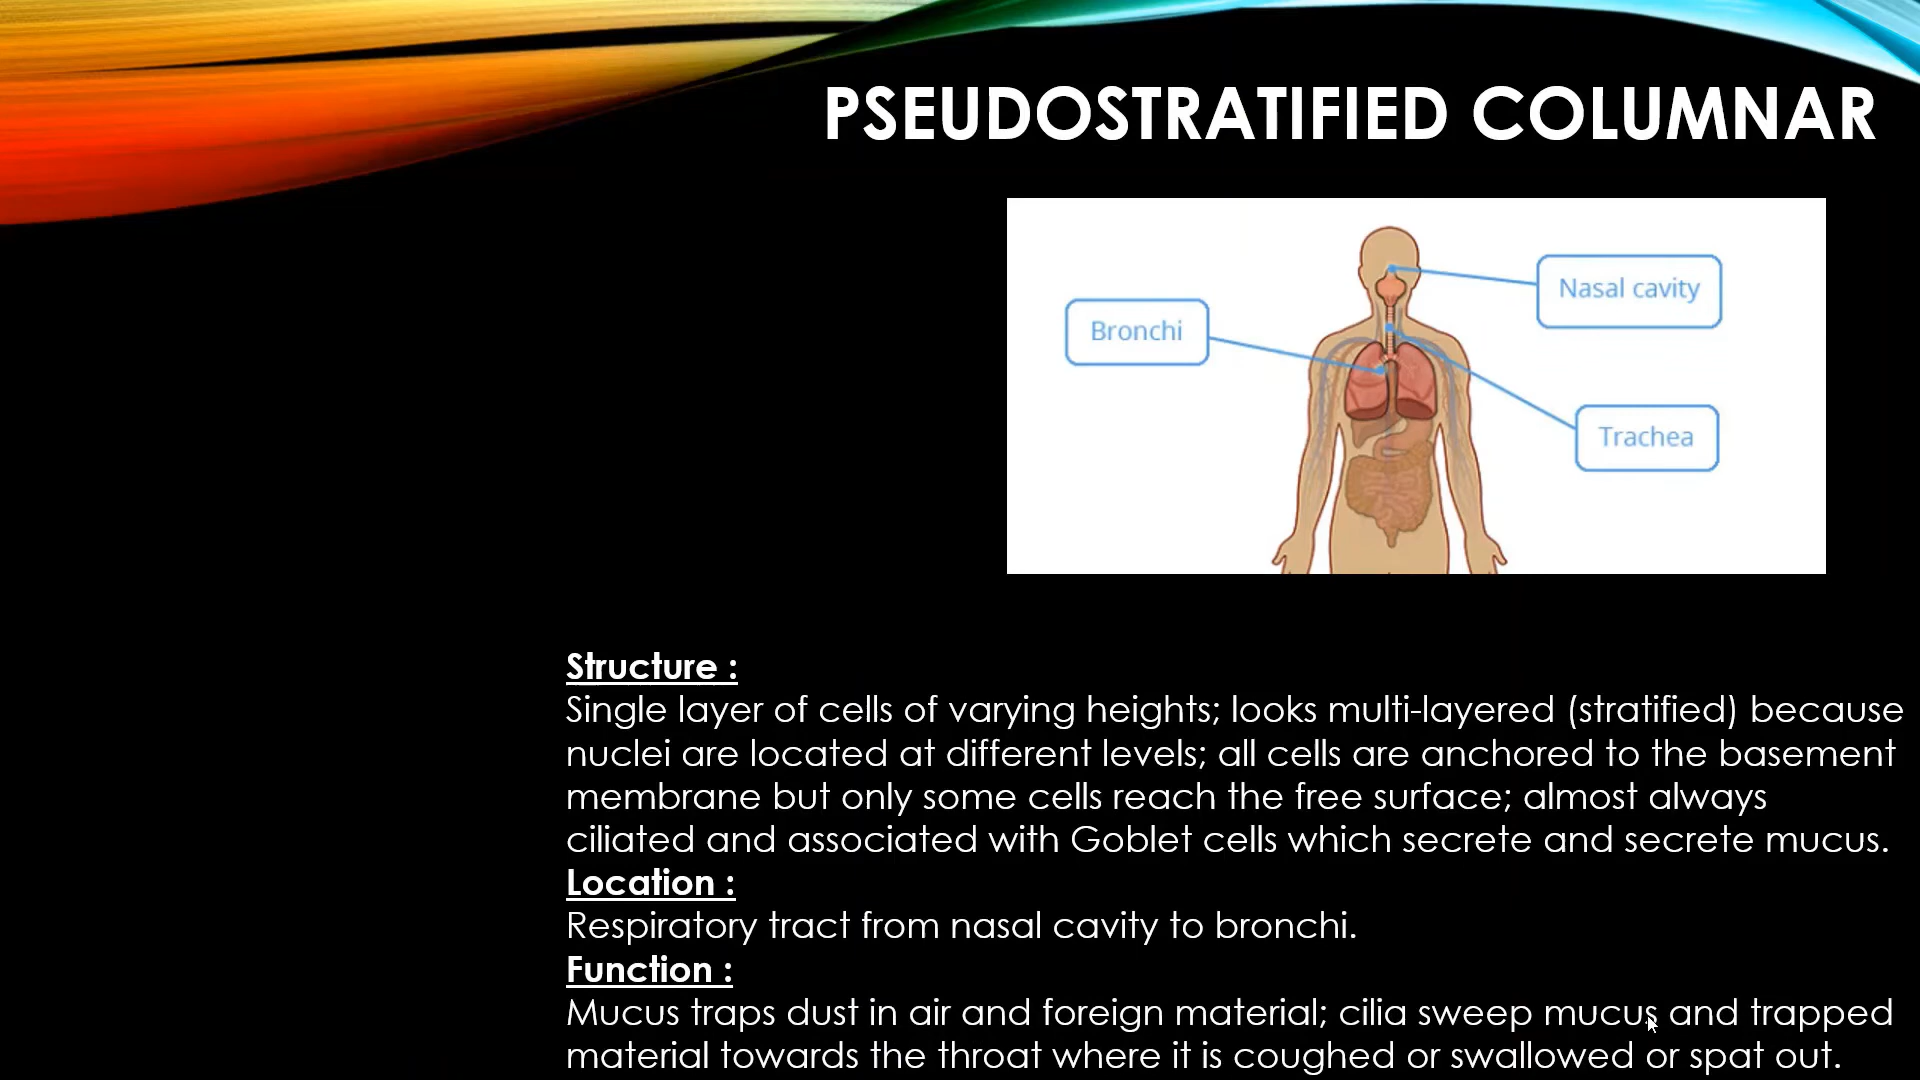 PSEUDOSTRATIFIED COLUMNAR
Nasal cavity
Bronchi
Trachea
Structure :
Single layer of cells of varying heights; looks multi-layered (stratified) because
nuclei are located at different levels; all cells are anchored to the basement
membrane but only some cells reach the free surface; almost always
ciliated and associated with Goblet cells which secrete and secrete mucus.
Location :
Respiratory tract from nasal cavity to bronchi.
Function :
Mucus traps dust in air and foreign material; cilia sweep mucus and trapped
material towards the throat where it is coughed or swallowed or spat out.